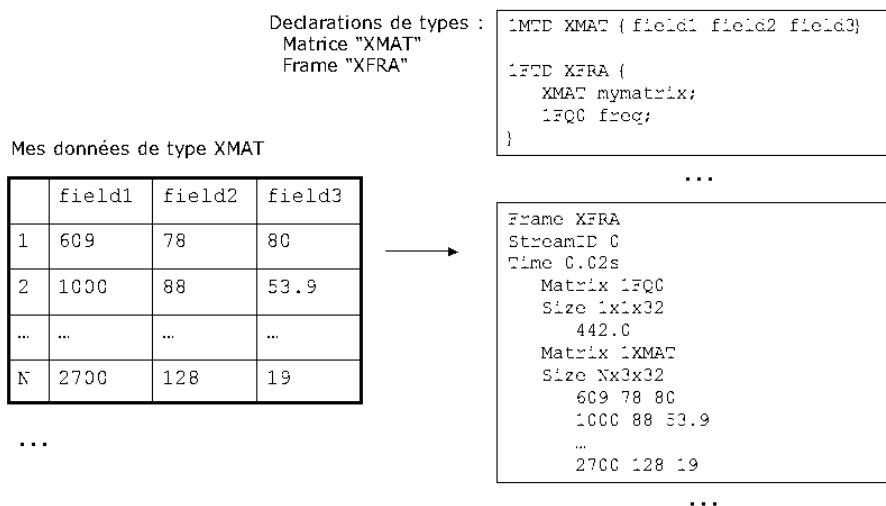 Declarations de types :
Matrice "XMAT"
Frame "XFRA"
1MTD XMAT { field1 field2 field3}
1FTD XFRA {
XMAT mymatrix;
1FQ0 freq;
}
...
Mes données de type XMAT
field1 field2 field3
1 609 78 80
2 1000 88 53.9
... ... ... ...
N 2700 128 19
...
Frame XFRA
StreamID 0
Time 0.02s
Matrix 1FQ0
Size 1x1x32
442.0
Matrix 1XMAT
Size Nx3x32
609 78 80
1000 88 53.9
...
2700 128 19
...